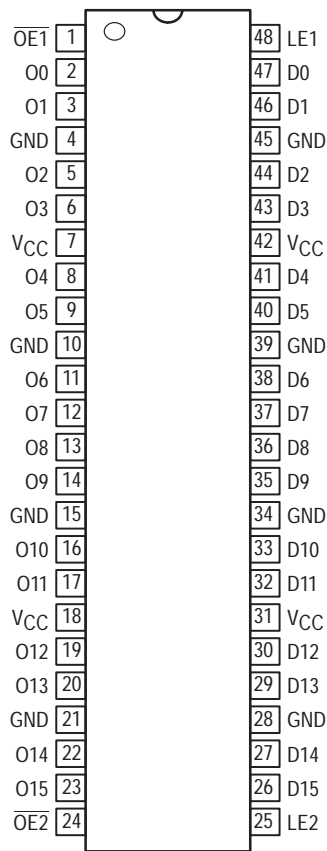 OE1 1 48 LE1
O0 2 47 D0
O1 3 46 D1
GND 4 45 GND
O2 5 44 D2
O3 6 43 D3
VCC 7 42 VCC
O4 8 41 D4
O5 9 40 D5
GND 10 39 GND
O6 11 38 D6
O7 12 37 D7
O8 13 36 D8
O9 14 35 D9
GND 15 34 GND
O10 16 33 D10
O11 17 32 D11
VCC 18 31 VCC
O12 19 30 D12
O13 20 29 D13
GND 21 28 GND
O14 22 27 D14
O15 23 26 D15
OE2 24 25 LE2